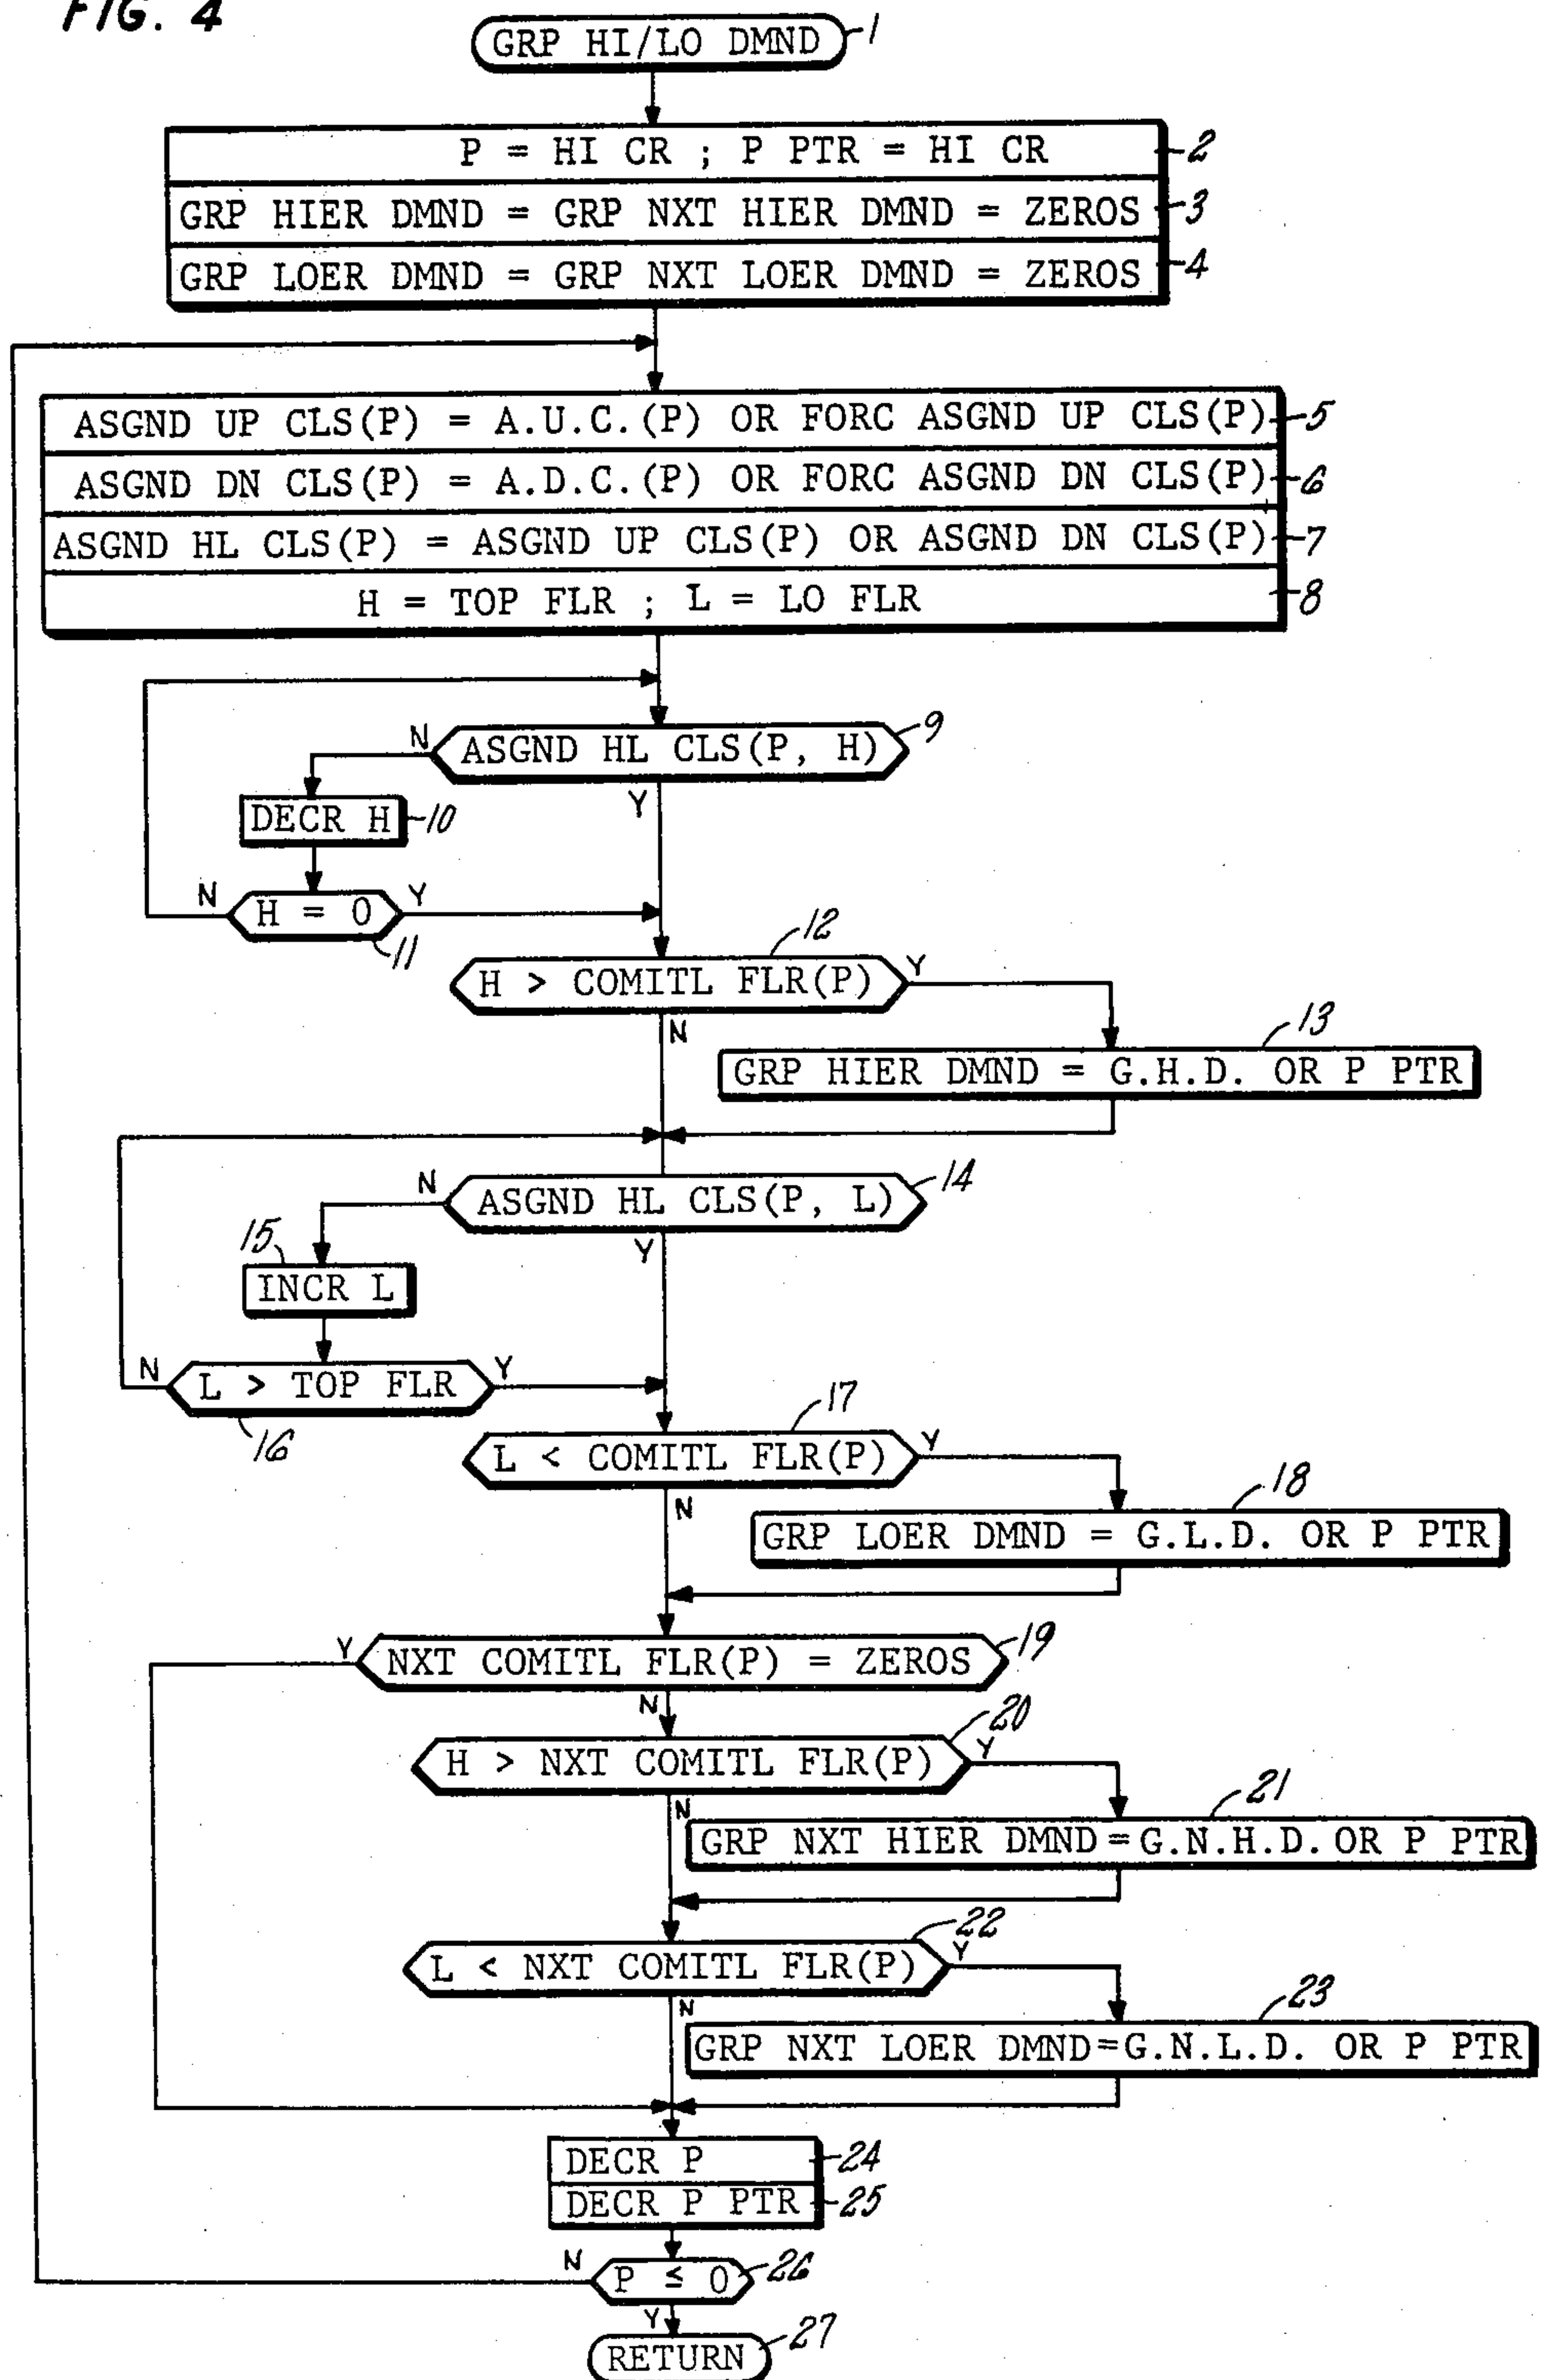 FIG. 4
GRP HI/LO DMND 1
P = HI CR ; P PTR = HI CR 2
GRP HIER DMND = GRP NXT HIER DMND = ZEROS 3
GRP LOER DMND = GRP NXT LOER DMND = ZEROS 4
ASGND UP CLS(P) = A.U.C.(P) OR FORC ASGND UP CLS(P) 5
ASGND DN CLS(P) = A.D.C.(P) OR FORC ASGND DN CLS(P) 6
ASGND HL CLS(P) = ASGND UP CLS(P) OR ASGND DN CLS(P) 7
H = TOP FLR ; L = LO FLR 8
N ASGND HL CLS(P, H) 9
Y
DECR H 10
N H = 0 Y
11
12
H > COMITL FLR(P) Y
N
13
GRP HIER DMND = G.H.D. OR P PTR
N ASGND HL CLS(P, L) 14
Y
15
INCR L
N L > TOP FLR Y
16
17
L < COMITL FLR(P) Y
N
18
GRP LOER DMND = G.L.D. OR P PTR
Y NXT COMITL FLR(P) = ZEROS 19
N
20
H > NXT COMITL FLR(P) Y
N
21
GRP NXT HIER DMND = G.N.H.D. OR P PTR
22
L < NXT COMITL FLR(P) Y
N
23
GRP NXT LOER DMND = G.N.L.D. OR P PTR
DECR P 24
DECR P PTR 25
N P ≤ 0 26
Y
RETURN 27